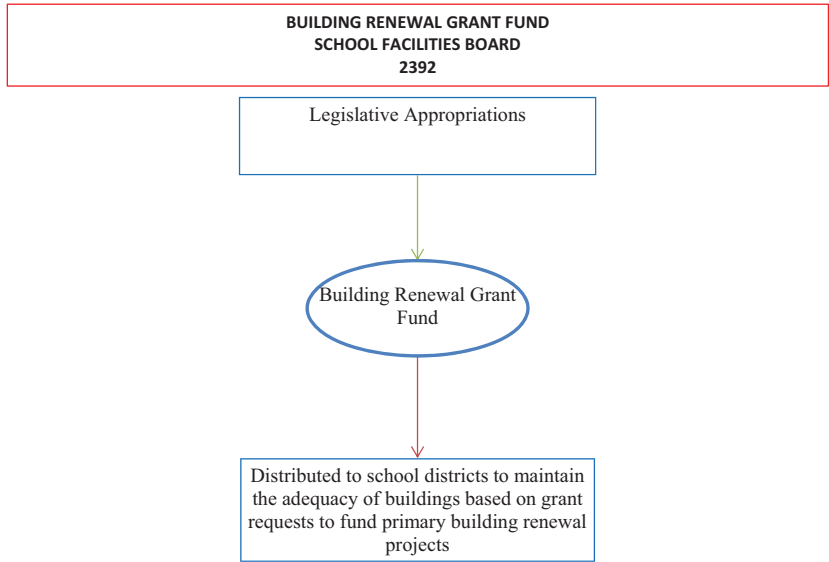 BUILDING RENEWAL GRANT FUND
SCHOOL FACILITIES BOARD
2392
Legislative Appropriations
Building Renewal Grant
Fund
Distributed to school districts to maintain
the adequacy of buildings based on grant
requests to fund primary building renewal
projects